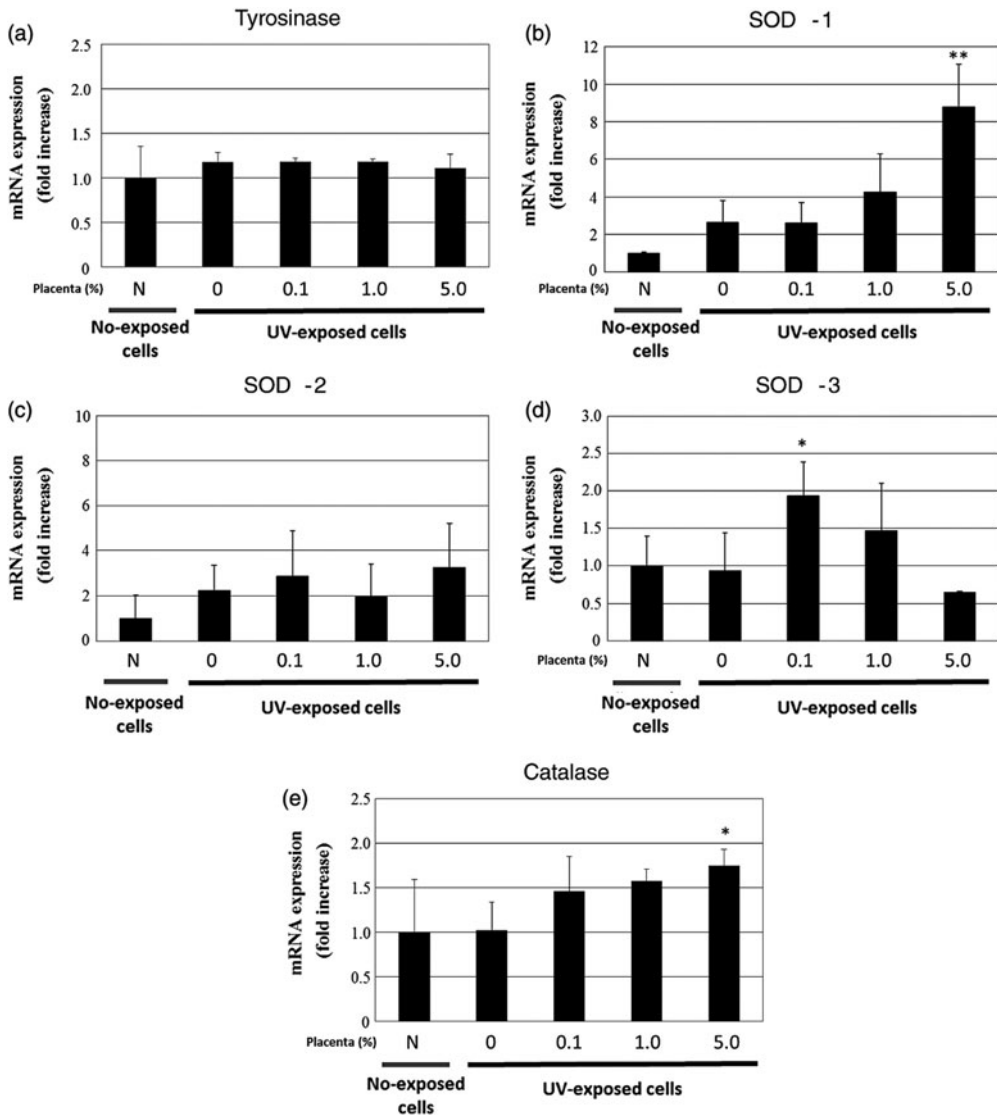 (a)
Tyrosinase
mRNA expression
(fold increase)
2.5
2.0
1.5
1.0
0.5
0
Placenta (%) N 0 0.1 1.0 5.0
No-exposed
cells
UV-exposed cells
(b)
SOD -1
mRNA expression
(fold increase)
12
10
8
6
4
2
0
**
Placenta (%) N 0 0.1 1.0 5.0
No-exposed
cells
UV-exposed cells
(c)
SOD -2
mRNA expression
(fold increase)
10
8
6
4
2
0
Placenta (%) N 0 0.1 1.0 5.0
No-exposed
cells
UV-exposed cells
(d)
SOD -3
mRNA expression
(fold increase)
3.0
2.5
2.0
1.5
1.0
0.5
0
*
Placenta (%) N 0 0.1 1.0 5.0
No-exposed
cells
UV-exposed cells
(e)
Catalase
mRNA expression
(fold increase)
2.5
2.0
1.5
1.0
0.5
0
*
Placenta (%) N 0 0.1 1.0 5.0
No-exposed
cells
UV-exposed cells